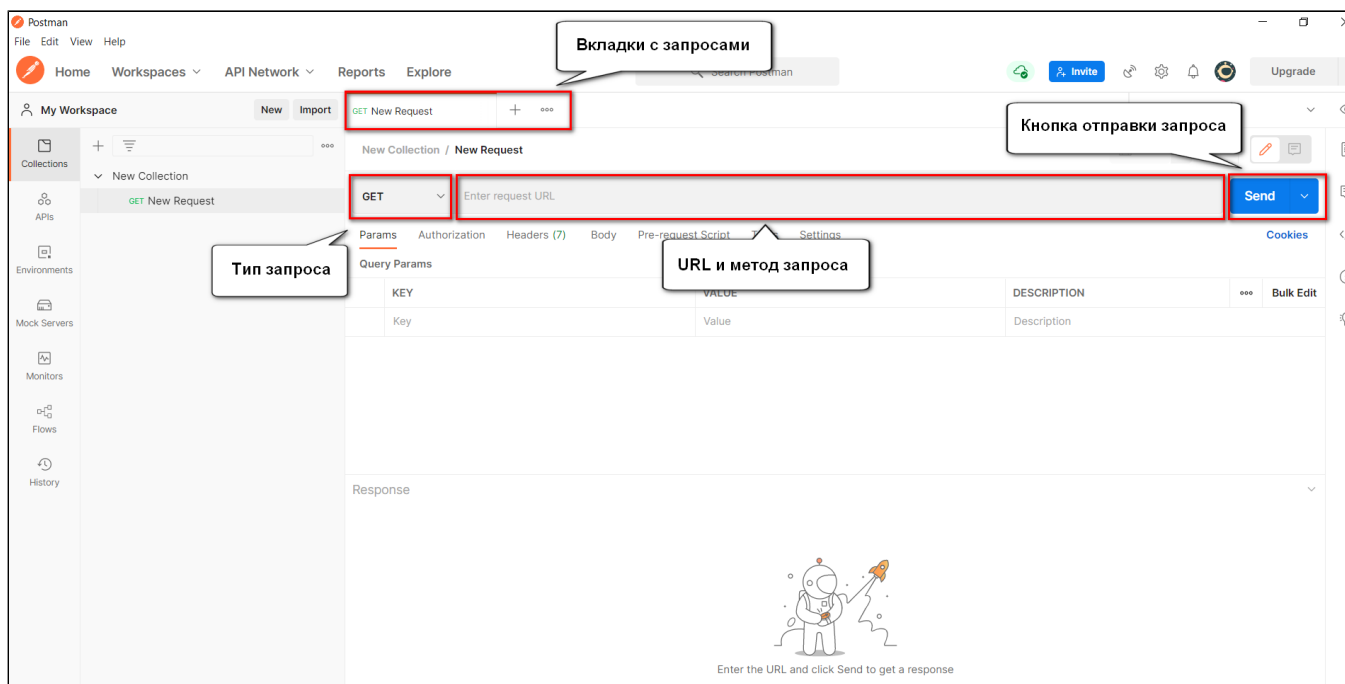 Postman
File Edit View Help
Вкладки с запросами
Home Workspaces API Network Reports Explore
Search Postman
Invite
Upgrade
My Workspace
New Import
GET New Request
Кнопка отправки запроса
Collections
New Collection / New Request
New Collection
GET New Request
GET
Enter request URL
Send
APIs
Params Authorization Headers (7) Body Pre-request Script Settings
Cookies
Тип запроса
URL и метод запроса
Query Params
Environments
KEY VALUE DESCRIPTION
Bulk Edit
Key Value Description
Mock Servers
Monitors
Flows
History
Response
Enter the URL and click Send to get a response